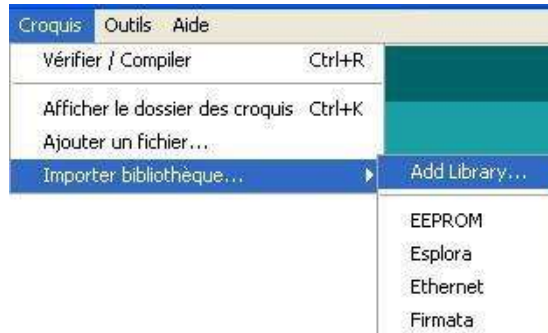 Croquis Outils Aide
Vérifier / Compiler Ctrl+R
Afficher le dossier des croquis Ctrl+K
Ajouter un fichier...
Importer bibliothèque...
Add Library...
EEPROM
Esplora
Ethernet
Firmata